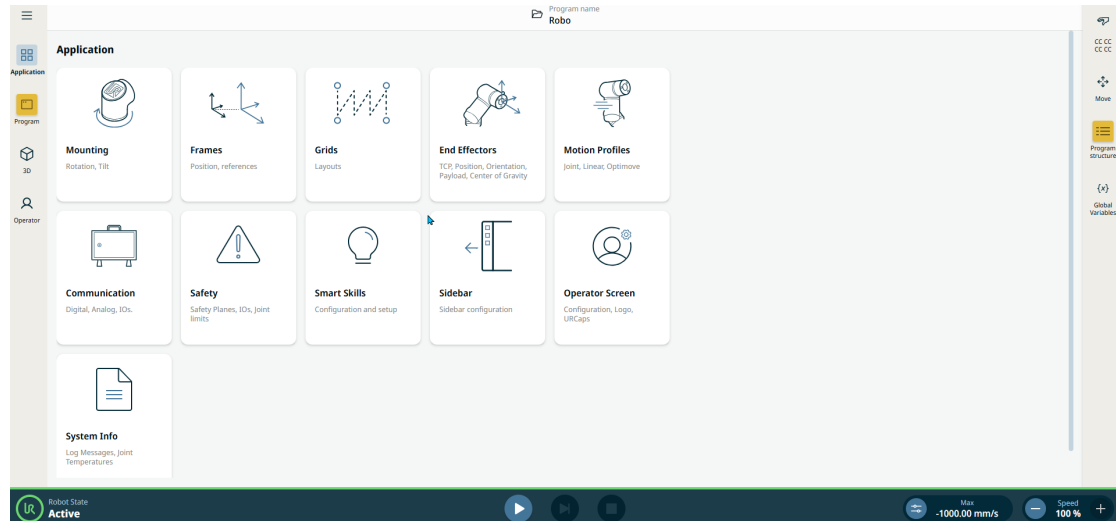 Program name
Robo
Application
Application
Program
3D
Operator
Mounting
Rotation, Tilt
Frames
Position, references
Grids
Layouts
End Effectors
TCP, Position, Orientation,
Payload, Center of Gravity
Motion Profiles
Joint, Linear, Optimove
Communication
Digital, Analog, IOs.
Safety
Safety Planes, IOs, Joint
limits
Smart Skills
Configuration and setup
Sidebar
Sidebar configuration
Operator Screen
Configuration, Logo,
URCaps
System Info
Log Messages, Joint
Temperatures
CC CC
CC CC
Move
Program
structure
{x}
Global
Variables
UR
Robot State
Active
Max
-1000.00 mm/s
Speed
100 %